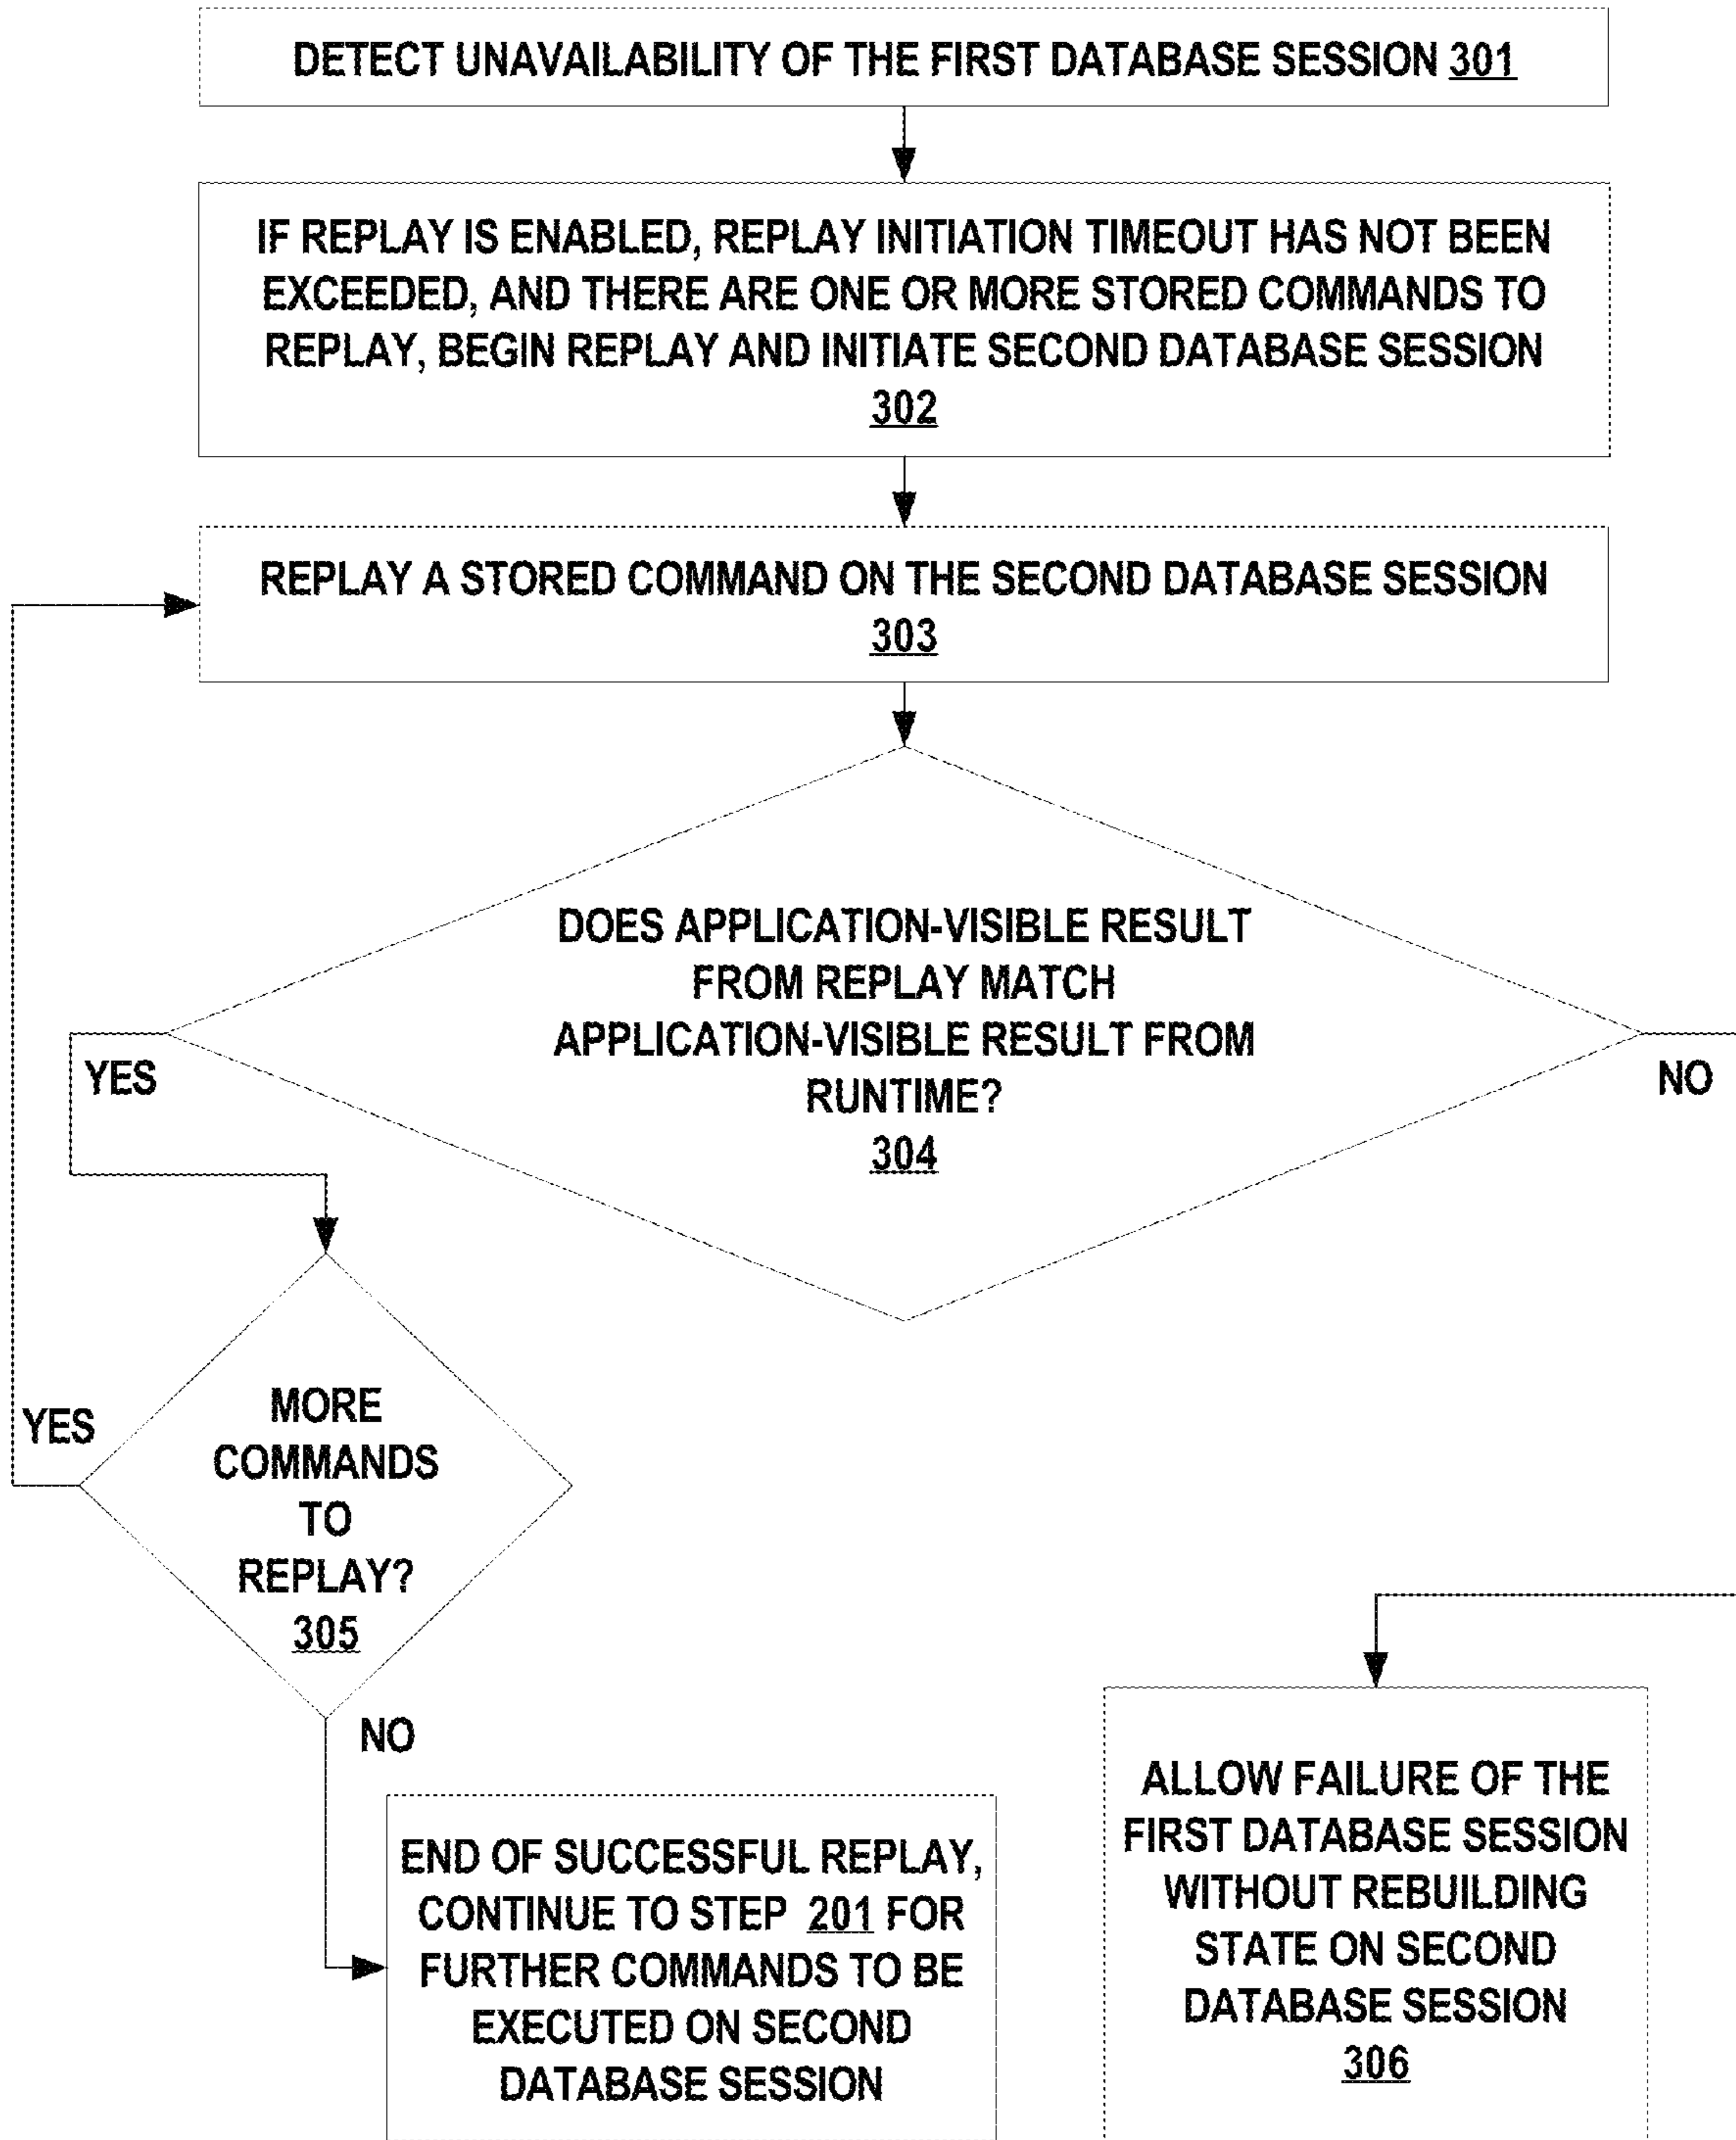 DETECT UNAVAILABILITY OF THE FIRST DATABASE SESSION 301
IF REPLAY IS ENABLED, REPLAY INITIATION TIMEOUT HAS NOT BEEN
EXCEEDED, AND THERE ARE ONE OR MORE STORED COMMANDS TO
REPLAY, BEGIN REPLAY AND INITIATE SECOND DATABASE SESSION
302
REPLAY A STORED COMMAND ON THE SECOND DATABASE SESSION
303
DOES APPLICATION-VISIBLE RESULT
FROM REPLAY MATCH
APPLICATION-VISIBLE RESULT FROM
RUNTIME?
304
YES
NO
MORE
COMMANDS
TO
REPLAY?
305
YES
NO
END OF SUCCESSFUL REPLAY,
CONTINUE TO STEP 201 FOR
FURTHER COMMANDS TO BE
EXECUTED ON SECOND
DATABASE SESSION
ALLOW FAILURE OF THE
FIRST DATABASE SESSION
WITHOUT REBUILDING
STATE ON SECOND
DATABASE SESSION
306